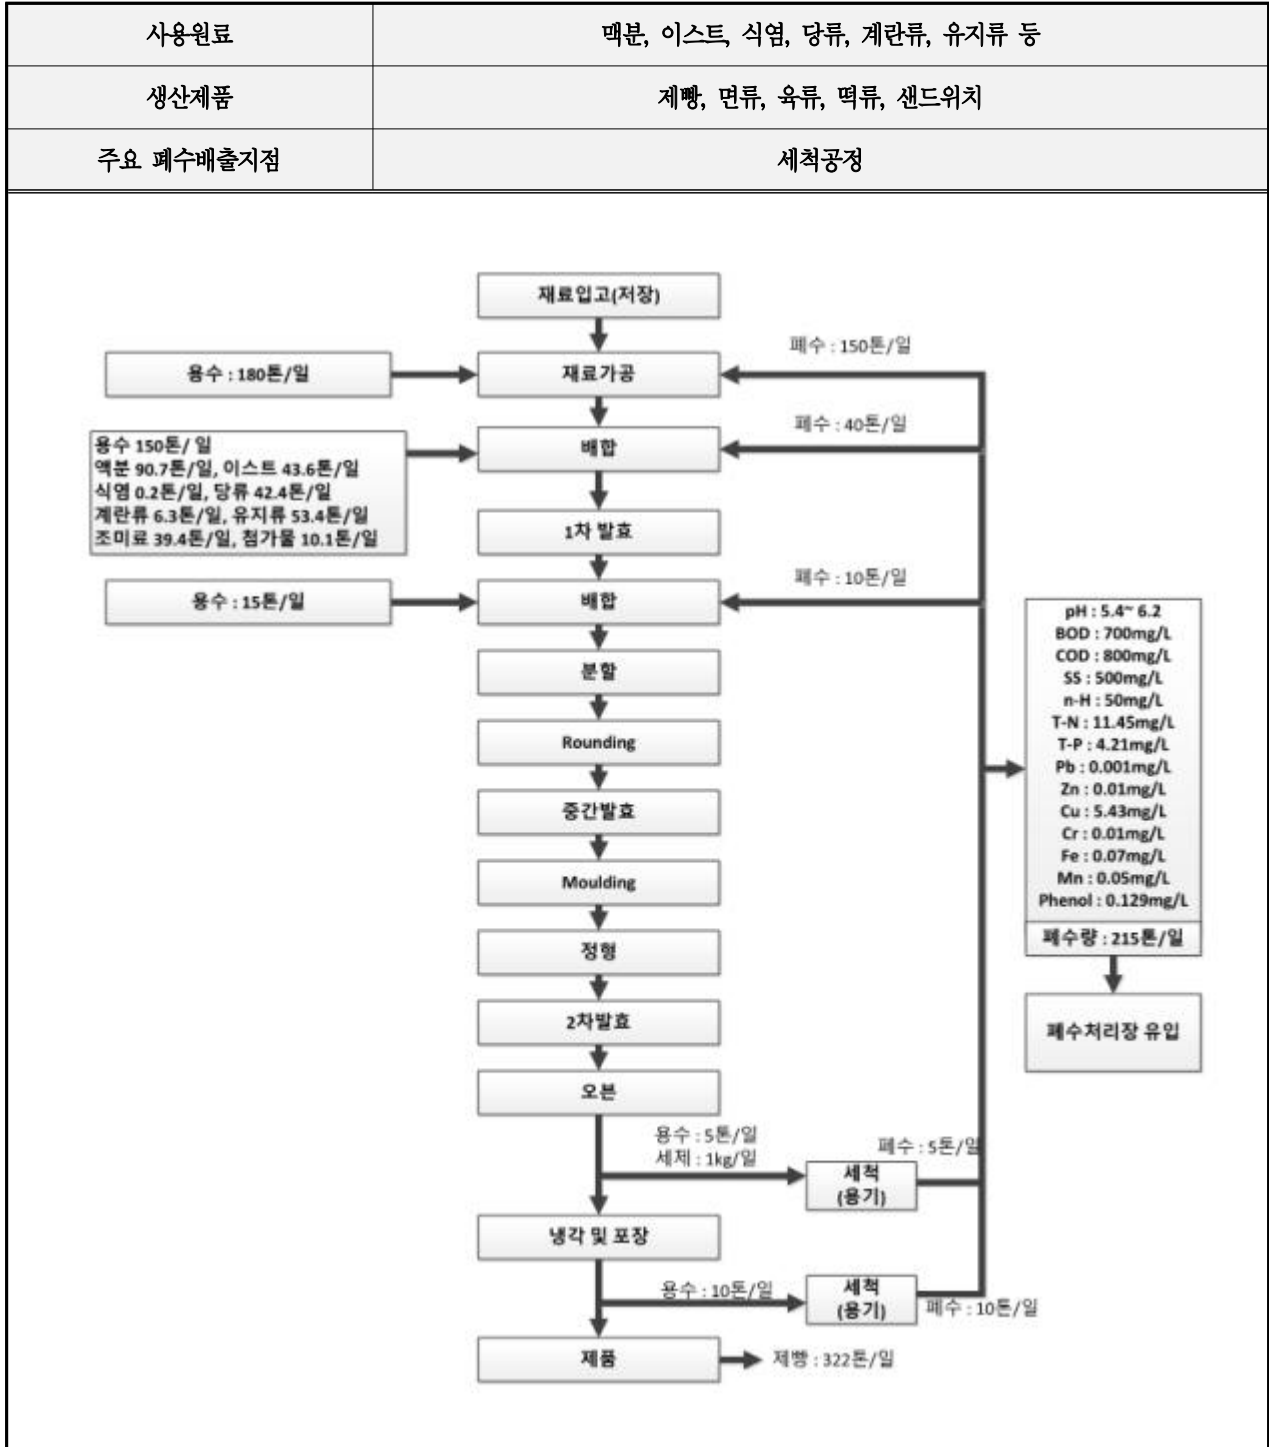 사용원료 맥분, 이스트, 식염, 당류, 계란류, 유지류 등
생산제품 제빵, 면류, 육류, 떡류, 샌드위치
주요 폐수배출지점 세척공정
재료입고(저장)
폐수 : 150톤/일
용수 : 180톤/일
재료가공
폐수 : 40톤/일
용수 150톤/ 일
맥분 90.7톤/일, 이스트 43.6톤/일
식염 0.2톤/일, 당류 42.4톤/일
계란류 6.3톤/일, 유지류 53.4톤/일
조미료 39.4톤/일, 첨가물 10.1톤/일
배합
1차 발효
폐수 : 10톤/일
용수 : 15톤/일
배합
분할
Rounding
중간발효
Moulding
정형
2차발효
오븐
pH : 5.4~ 6.2
BOD : 700mg/L
COD : 800mg/L
SS : 500mg/L
n-H : 50mg/L
T-N : 11.45mg/L
T-P : 4.21mg/L
Pb : 0.001mg/L
Zn : 0.01mg/L
Cu : 5.43mg/L
Cr : 0.01mg/L
Fe : 0.07mg/L
Mn : 0.05mg/L
Phenol : 0.129mg/L
폐수량 : 215톤/일
폐수처리장 유입
용수 : 5톤/일
세제 : 1kg/일
폐수 : 5톤/일
세척
(용기)
냉각 및 포장
용수 : 10톤/일
세척
(용기)
폐수 : 10톤/일
제품
제빵 : 322톤/일